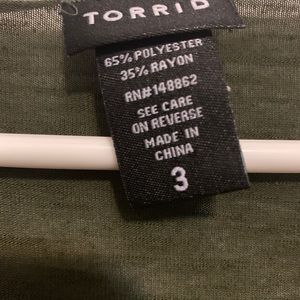 TORRID
65% POLYESTER
35% RAYON
RN#148862
SEE CARE
ON REVERSE
MADE IN
CHINA
3